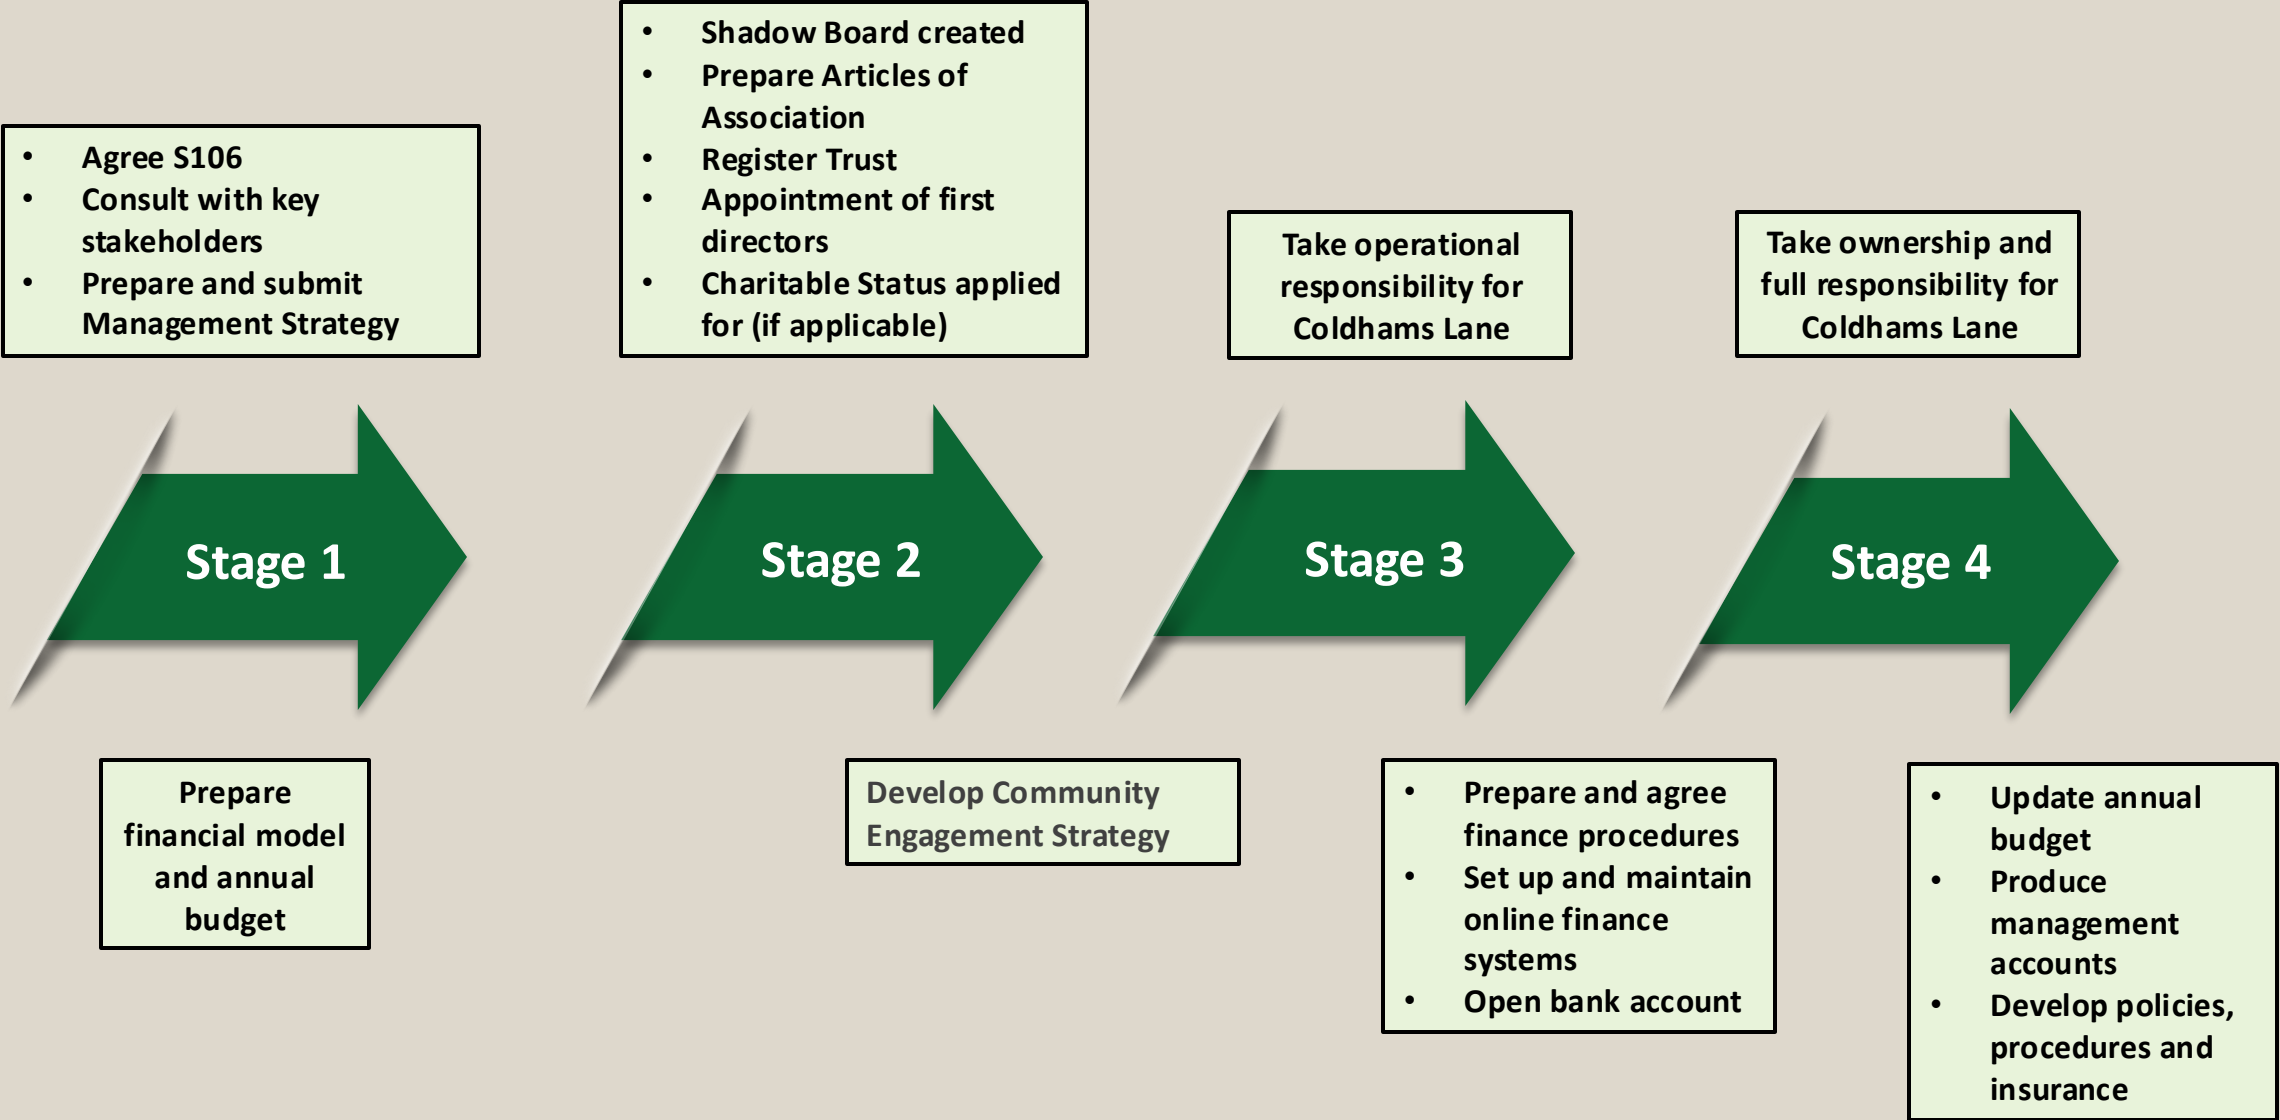 • Agree S106
• Consult with key
stakeholders
• Prepare and submit
Management Strategy
• Shadow Board created
• Prepare Articles of
Association
• Register Trust
• Appointment of first
directors
• Charitable Status applied
for (if applicable)
Take operational
responsibility for
Coldhams Lane
Take ownership and
full responsibility for
Coldhams Lane
Stage 1
Stage 2
Stage 3
Stage 4
Prepare
financial model
and annual
budget
Develop Community
Engagement Strategy
• Prepare and agree
finance procedures
• Set up and maintain
online finance
systems
• Open bank account
• Update annual
budget
• Produce
management
accounts
• Develop policies,
procedures and
insurance